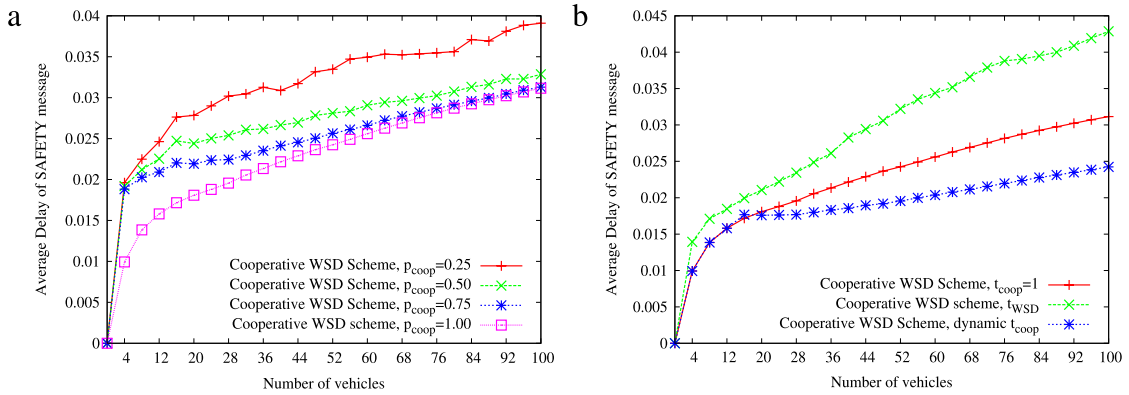 a
Average Delay of SAFETY message
0.04
0.035
0.03
0.025
0.02
0.015
0.01
0.005
0
Cooperative WSD Scheme, pcoop=0.25
Cooperative WSD Scheme, pcoop=0.50
Cooperative WSD Scheme, pcoop=0.75
Cooperative WSD scheme, pcoop=1.00
4 12 20 28 36 44 52 60 68 76 84 92 100
Number of vehicles
b
Average Delay of SAFETY message
0.045
0.04
0.035
0.03
0.025
0.02
0.015
0.01
0.005
0
Cooperative WSD Scheme, tcoop=1
Cooperative WSD scheme, tWSD
Cooperative WSD Scheme, dynamic tcoop
4 12 20 28 36 44 52 60 68 76 84 92 100
Number of vehicles